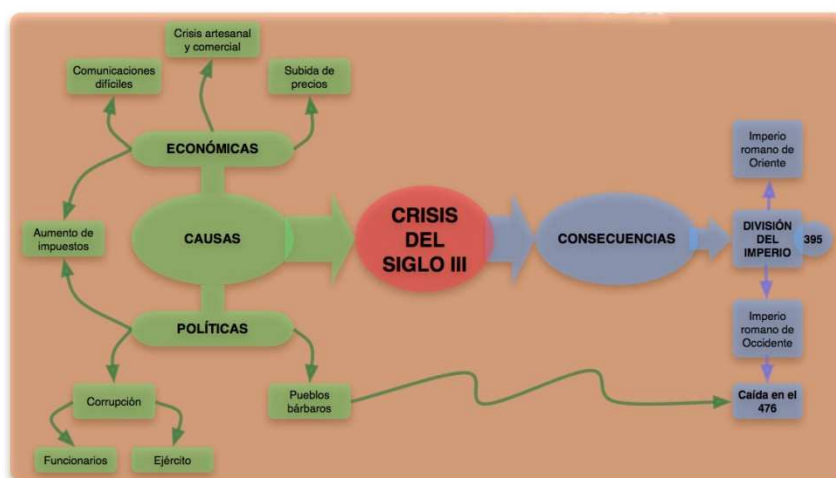 Crisis artesanal
y comercial
Comunicaciones
difíciles
Subida de
precios
ECONÓMICAS
Aumento de
impuestos
CAUSAS
POLÍTICAS
Corrupción
Pueblos
bárbaros
Funcionarios
Ejército
CRISIS
DEL
SIGLO III
CONSECUENCIAS
Imperio
romano de
Oriente
DIVISIÓN
DEL
IMPERIO
395
Imperio
romano de
Occidente
Caída en el
476